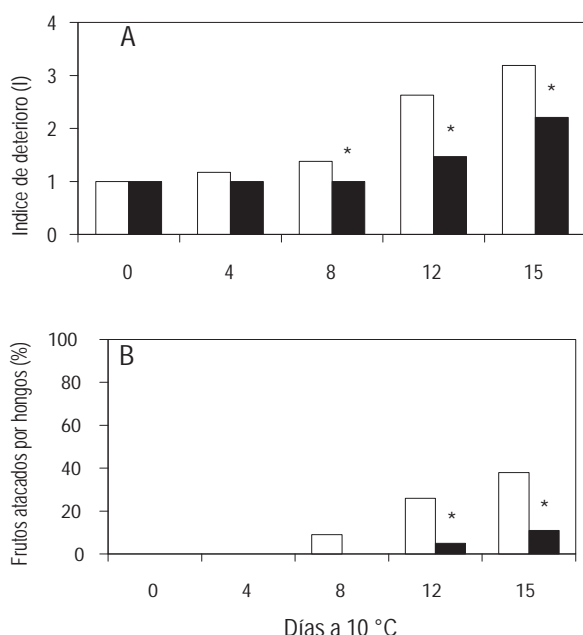 A
Indice de deterioro (I)
4
3
2
1
0
*
*
*
0 4 8 12 15
B
Frutos atacados por hongos (%)
100
80
60
40
20
0
*
*
0 4 8 12 15
Días a 10 °C